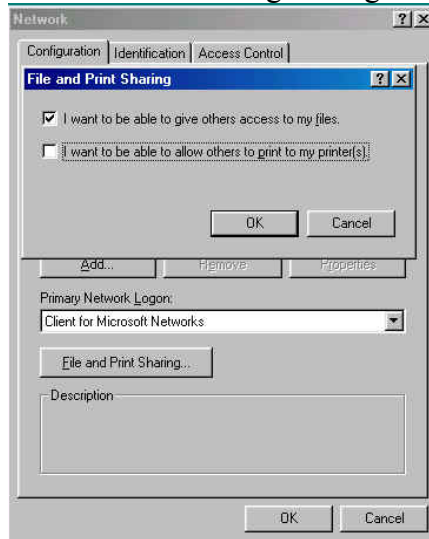 Network
Configuration Identification Access Control
File and Print Sharing
I want to be able to give others access to my files.
I want to be able to allow others to print to my printer(s).
OK Cancel
Add... Remove Properties
Primary Network Logon:
Client for Microsoft Networks
File and Print Sharing...
Description
OK Cancel